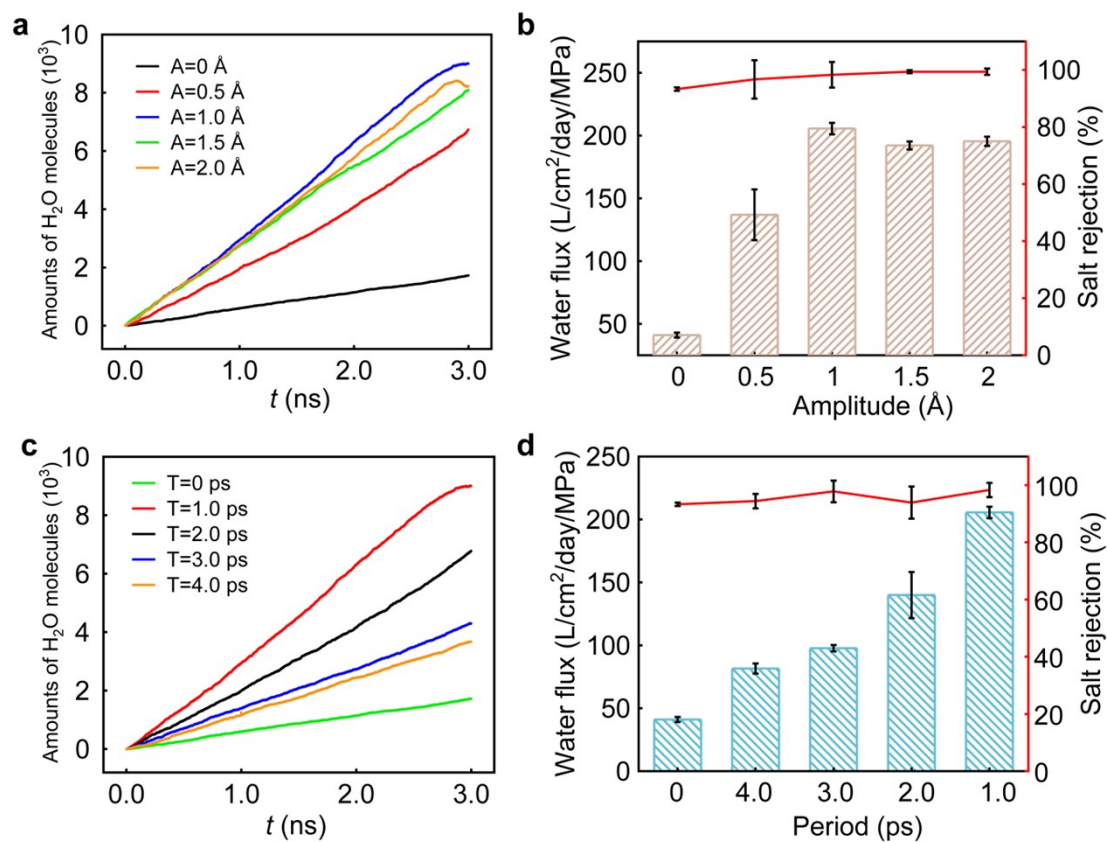 a
Amounts of H₂O molecules (10³)
10
8
6
4
2
0
A=0 Å
A=0.5 Å
A=1.0 Å
A=1.5 Å
A=2.0 Å
0.0 1.0 2.0 3.0
t (ns)
b
Water flux (L/cm²/day/MPa)
250
200
150
100
50
100
80
60
40
20
0
Salt rejection (%)
0 0.5 1 1.5 2
Amplitude (Å)
c
Amounts of H₂O molecules (10³)
10
8
6
4
2
0
T=0 ps
T=1.0 ps
T=2.0 ps
T=3.0 ps
T=4.0 ps
0.0 1.0 2.0 3.0
t (ns)
d
Water flux (L/cm²/day/MPa)
250
200
150
100
50
0
100
80
60
40
20
0
Salt rejection (%)
0 4.0 3.0 2.0 1.0
Period (ps)